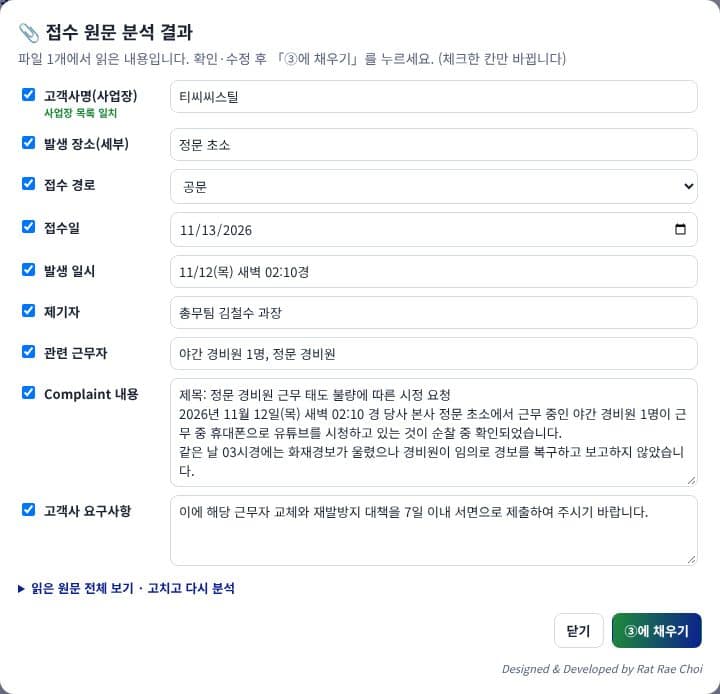 📎 접수 원문 분석 결과
파일 1개에서 읽은 내용입니다. 확인·수정 후 「③에 채우기」를 누르세요. (체크한 칸만 바뀝니다)
고객사명(사업장) 티씨씨스틸
사업장 목록 일치
발생 장소(세부) 정문 초소
접수 경로 공문
접수일 11/13/2026
발생 일시 11/12(목) 새벽 02:10경
제기자 총무팀 김철수 과장
관련 근무자 야간 경비원 1명, 정문 경비원
Complaint 내용 제목: 정문 경비원 근무 태도 불량에 따른 시정 요청
2026년 11월 12일(목) 새벽 02:10 경 당사 본사 정문 초소에서 근무 중인 야간 경비원 1명이 근
무 중 휴대폰으로 유튜브를 시청하고 있는 것이 순찰 중 확인되었습니다.
같은 날 03시경에는 화재경보가 울렸으나 경비원이 임의로 경보를 복구하고 보고하지 않았습니
다.
고객사 요구사항 이에 해당 근무자 교체와 재발방지 대책을 7일 이내 서면으로 제출하여 주시기 바랍니다.
▶ 읽은 원문 전체 보기 · 고치고 다시 분석
닫기 ③에 채우기
Designed & Developed by Rat Rae Choi